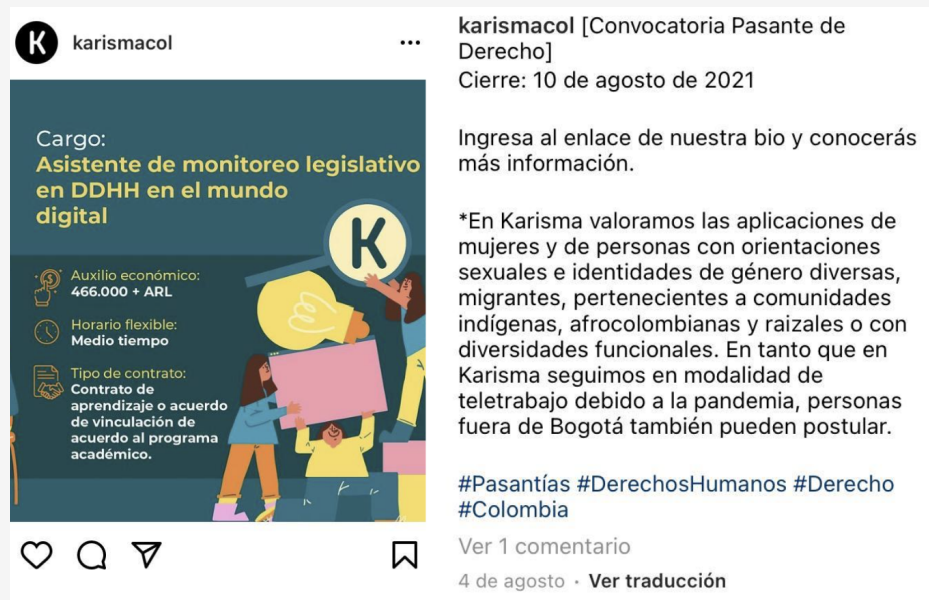 K karismacol ...
Cargo:
Asistente de monitoreo legislativo
en DDHH en el mundo
digital
K
Auxilio económico:
466.000 + ARL
Horario flexible:
Medio tiempo
Tipo de contrato:
Contrato de
aprendizaje o acuerdo
de vinculación de
acuerdo al programa
académico.
karismacol [Convocatoria Pasante de
Derecho]
Cierre: 10 de agosto de 2021
Ingresa al enlace de nuestra bio y conocerás
más información.
*En Karisma valoramos las aplicaciones de
mujeres y de personas con orientaciones
sexuales e identidades de género diversas,
migrantes, pertenecientes a comunidades
indígenas, afrocolombianas y raizales o con
diversidades funcionales. En tanto que en
Karisma seguimos en modalidad de
teletrabajo debido a la pandemia, personas
fuera de Bogotá también pueden postular.
#Pasantías #DerechosHumanos #Derecho
#Colombia
Ver 1 comentario
4 de agosto · Ver traducción